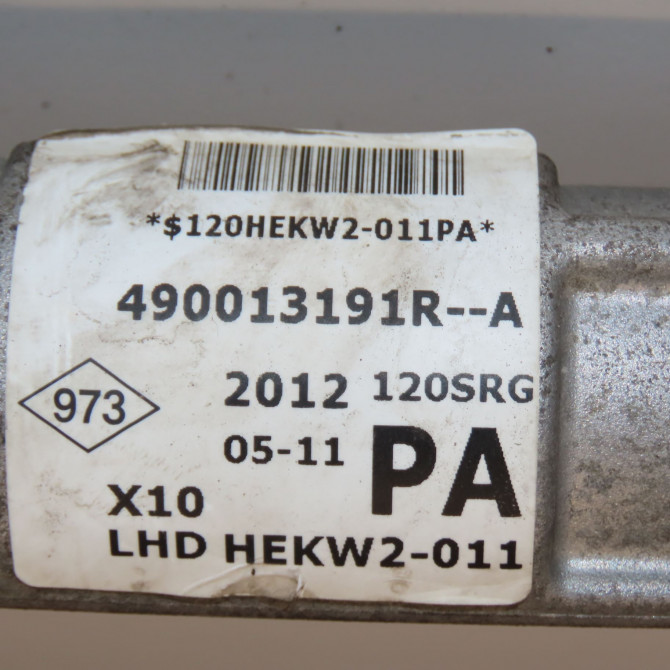 *$120HEKW2-011PA*
490013191R--A
973
2012 120SRG
05-11
PA
X10
LHD HEKW2-011